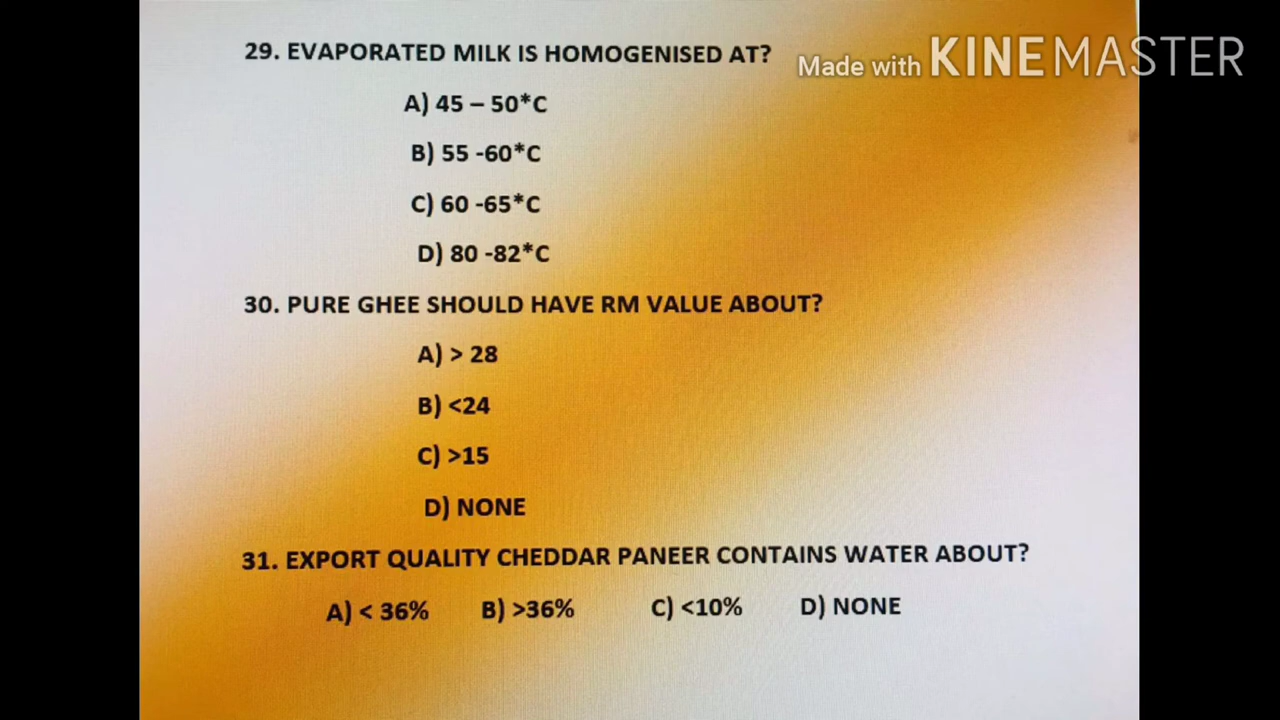 29. EVAPORATED MILK IS HOMOGENISED AT?
Made with KINEMASTER
A) 45 – 50*C
B) 55 -60*C
C) 60 -65*C
D) 80 -82*C
30. PURE GHEE SHOULD HAVE RM VALUE ABOUT?
A) > 28
B) <24
C) >15
D) NONE
31. EXPORT QUALITY CHEDDAR PANEER CONTAINS WATER ABOUT?
A) < 36% B) >36% C) <10% D) NONE